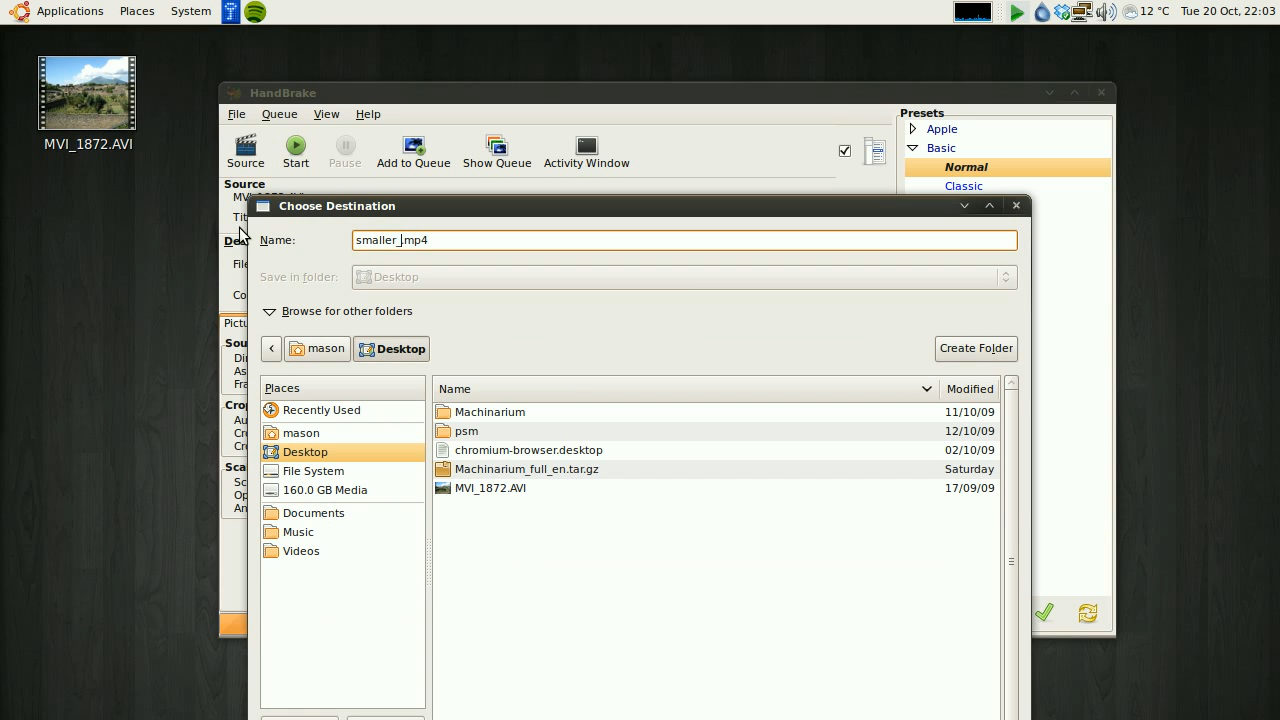 Applications Places System 12 °C Tue 20 Oct, 22:03
MVI_1872.AVI
HandBrake
File Queue View Help
Source Start Pause Add to Queue Show Queue Activity Window
Presets
Apple
Basic
Normal
Classic
Source
Choose Destination
Name: smaller_.mp4
Save in folder: Desktop
Browse for other folders
mason Desktop Create Folder
Places
Recently Used
mason
Desktop
File System
160.0 GB Media
Documents
Music
Videos
Name Modified
Machinarium 11/10/09
psm 12/10/09
chromium-browser.desktop 02/10/09
Machinarium_full_en.tar.gz Saturday
MVI_1872.AVI 17/09/09